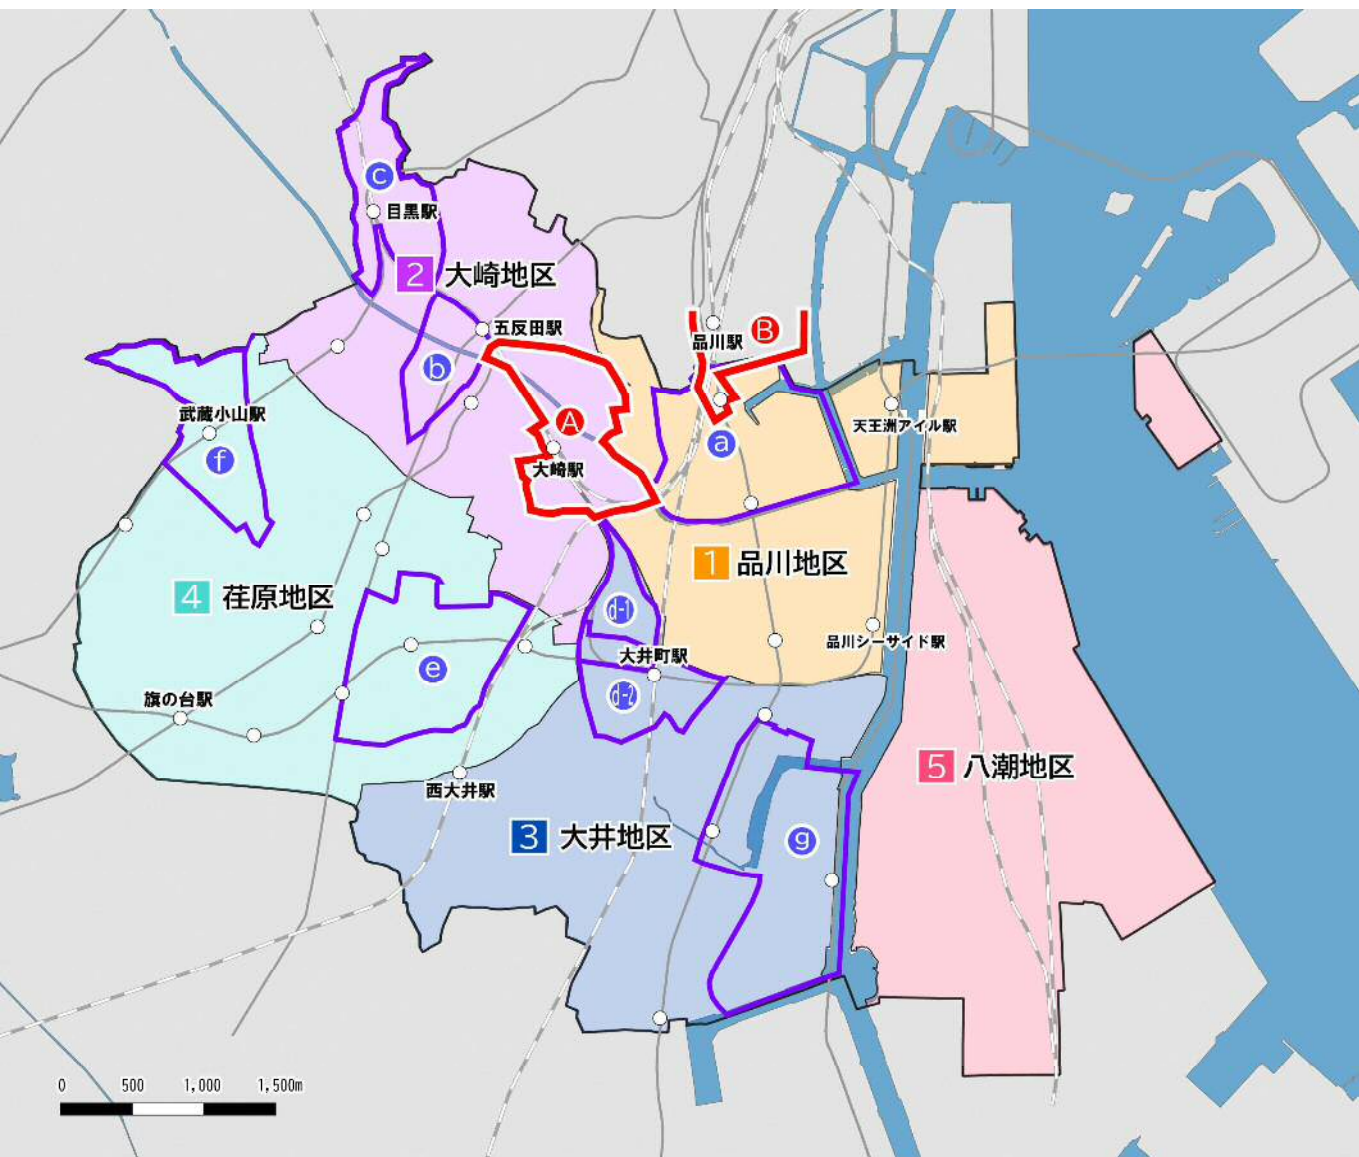 c
目黒駅
2 大崎地区
五反田駅
b
品川駅
B
武蔵小山駅
A
天王洲アイル駅
f
a
大崎駅
1 品川地区
4 荏原地区
d-1
品川シーサイド駅
大井町駅
e
旗の台駅
d-2
5 八潮地区
西大井駅
3 大井地区
g
0 500 1,000 1,500m